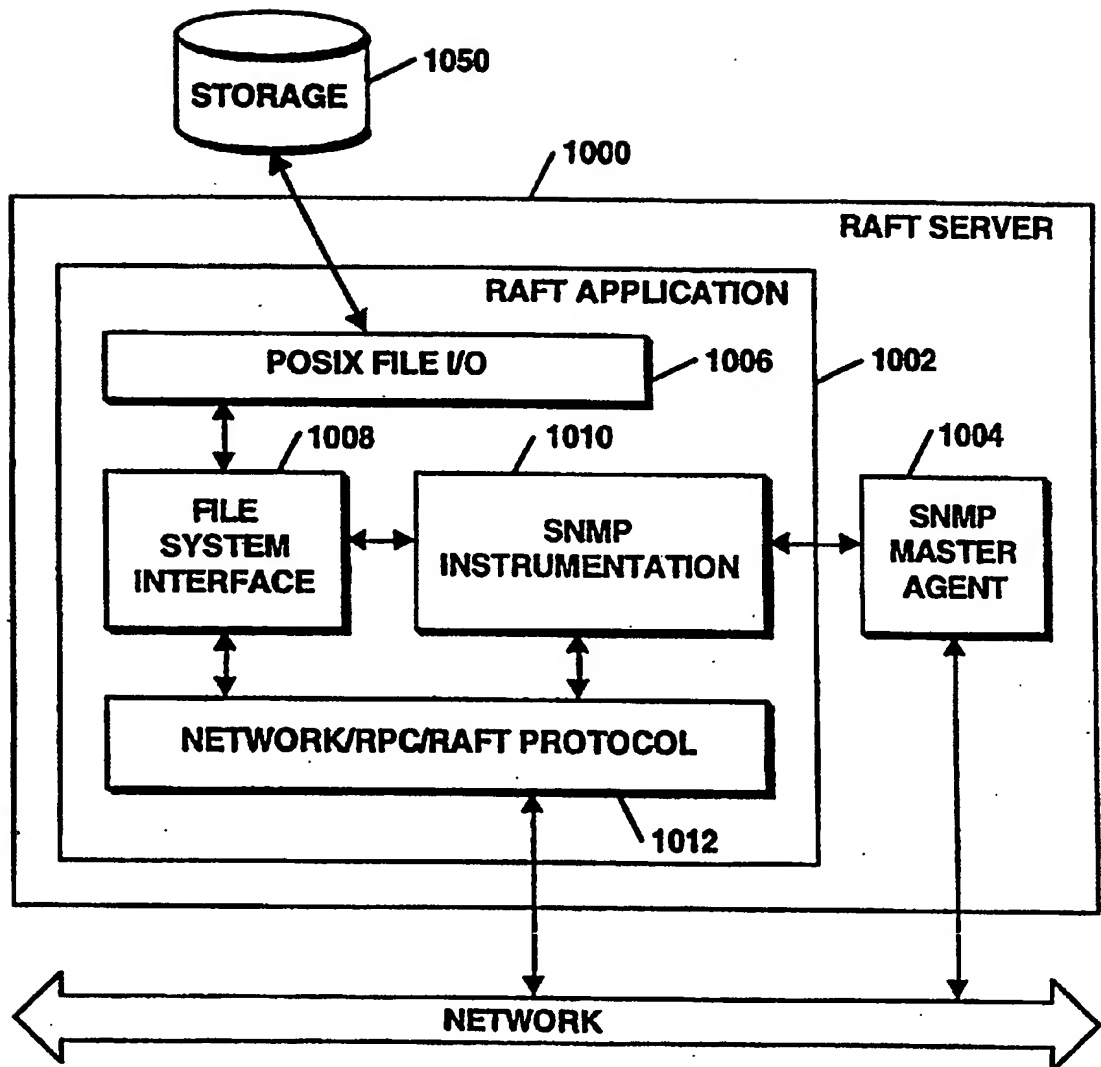 STORAGE
1050
1000
RAFT SERVER
RAFT APPLICATION
POSIX FILE I/O
1006
1002
1008
1010
1004
FILE
SYSTEM
INTERFACE
SNMP
INSTRUMENTATION
SNMP
MASTER
AGENT
NETWORK/RPC/RAFT PROTOCOL
1012
NETWORK